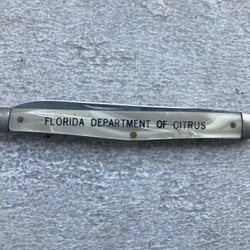 FLORIDA DEPARTMENT OF CITRUS